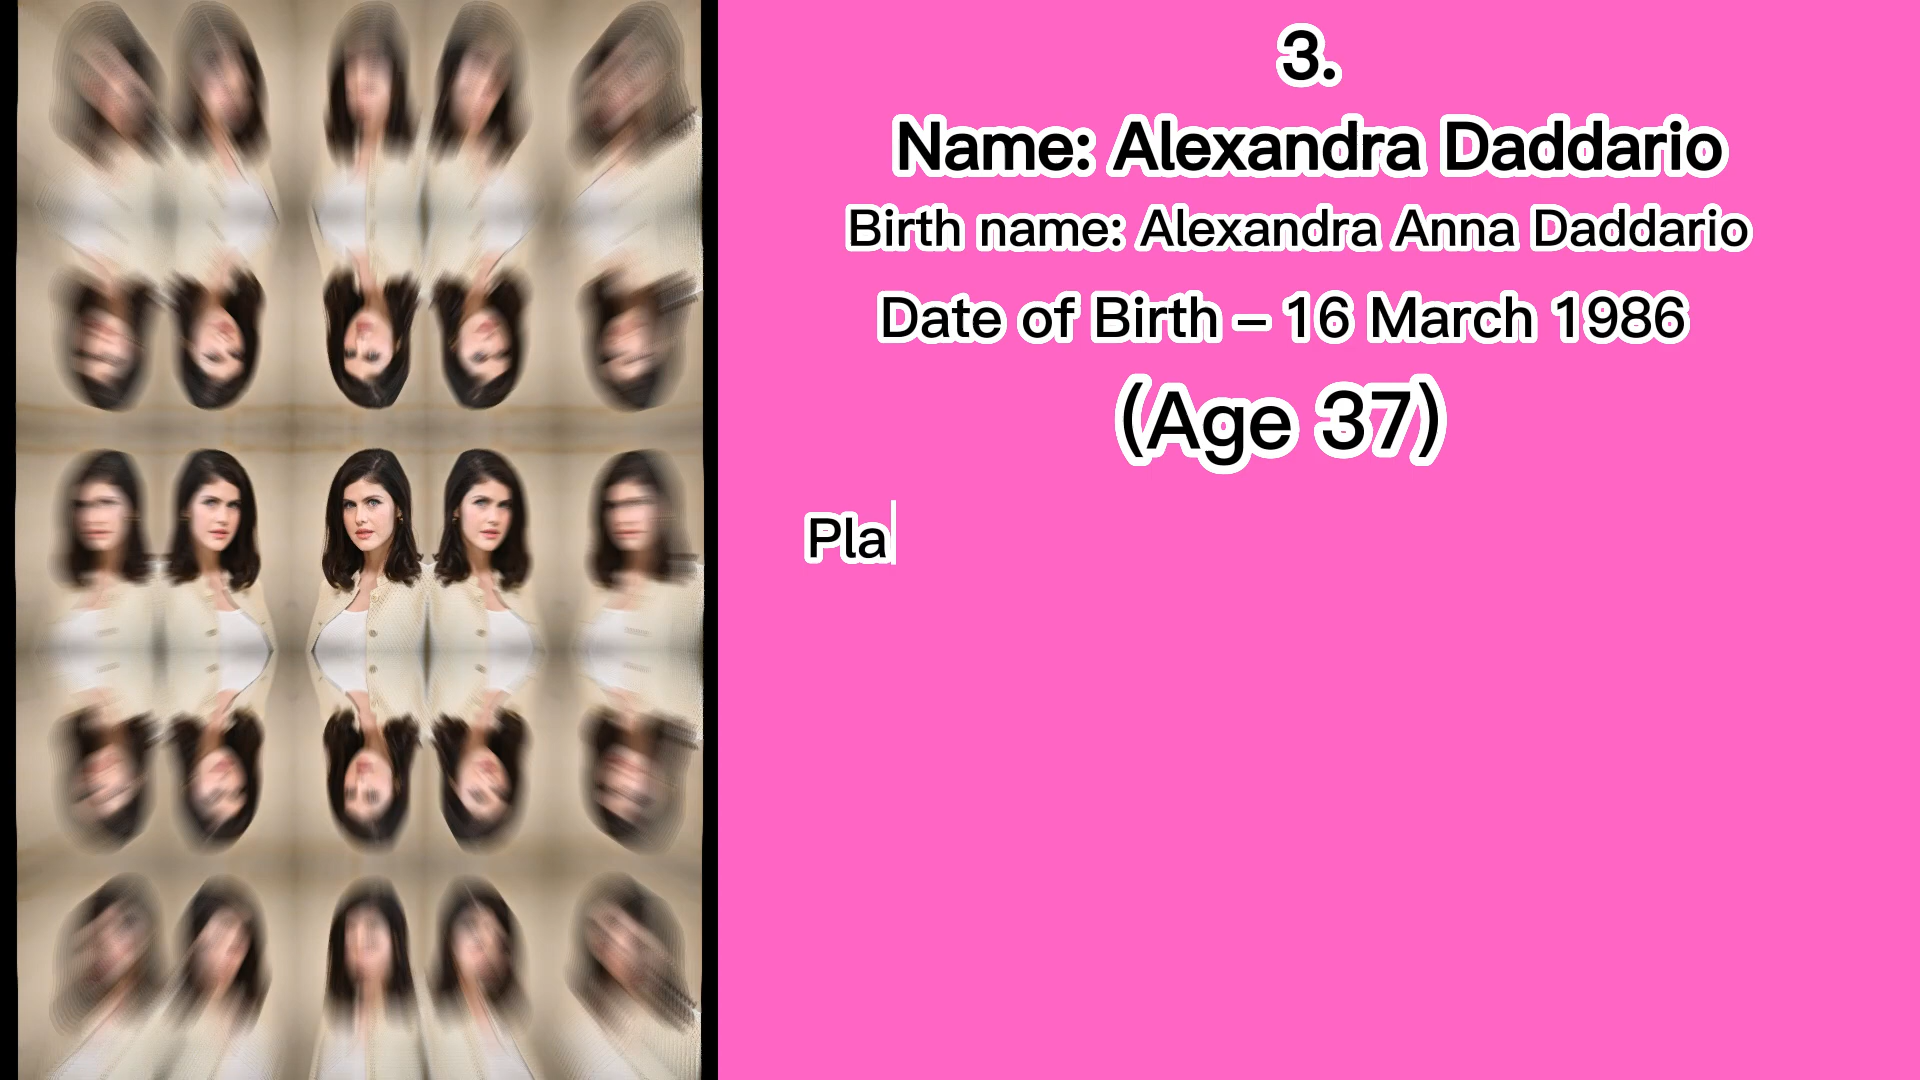 3.
Name: Alexandra Daddario
Birth name: Alexandra Anna Daddario
Date of Birth – 16 March 1986
(Age 37)
Pla